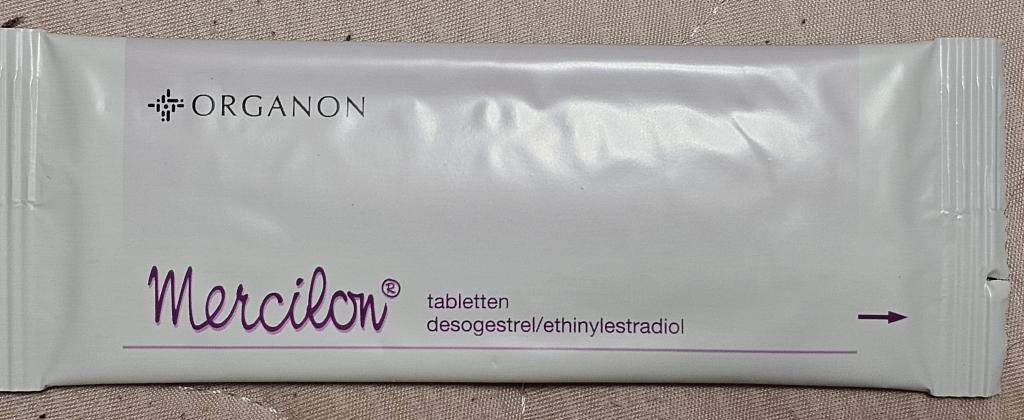 ORGANON
Mercilon®
tabletten
desogestrel/ethinylestradiol